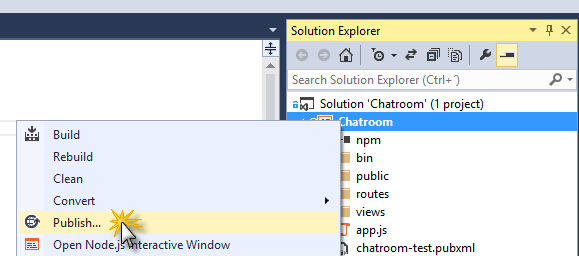 Solution Explorer
Search Solution Explorer (Ctrl+´)
Solution 'Chatroom' (1 project)
Chatroom
npm
bin
public
routes
views
app.js
chatroom-test.pubxml
Build
Rebuild
Clean
Convert
Publish...
Open Node.js Interactive Window